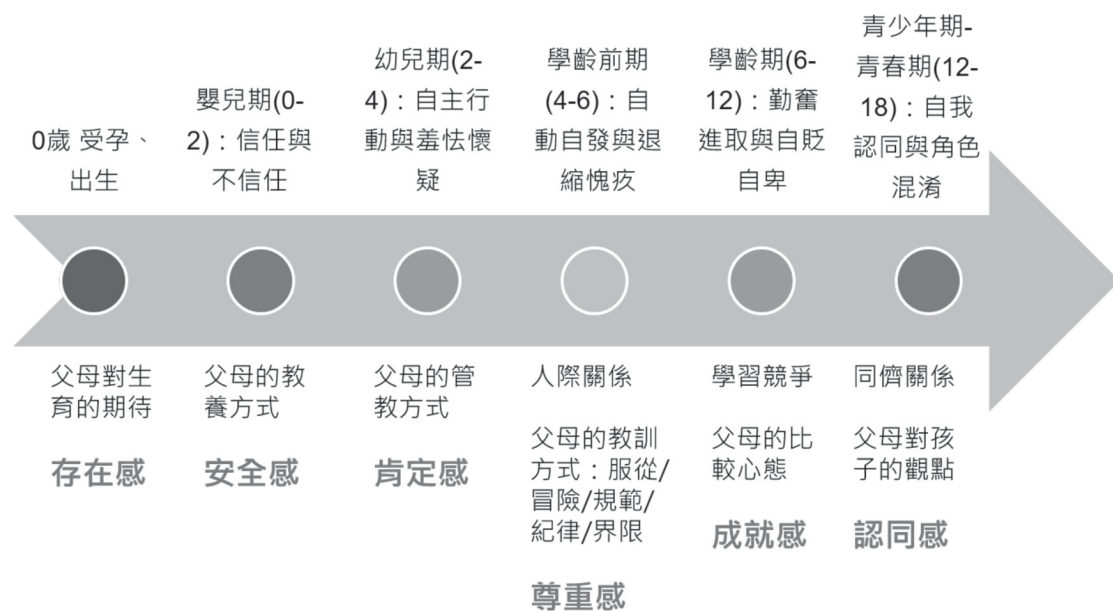 0歲 受孕、
出生
嬰兒期(0-
2)：信任與
不信任
幼兒期(2-
4)：自主行
動與羞怯懷
疑
學齡前期
(4-6)：自
動自發與退
縮愧疚
學齡期(6-
12)：勤奮
進取與自貶
自卑
青少年期-
青春期(12-
18)：自我
認同與角色
混淆
父母對生
育的期待
存在感
父母的教
養方式
安全感
父母的管
教方式
肯定感
人際關係
父母的教訓
方式：服從/
冒險/規範/
紀律/界限
尊重感
學習競爭
父母的比
較心態
成就感
同儕關係
父母對孩
子的觀點
認同感